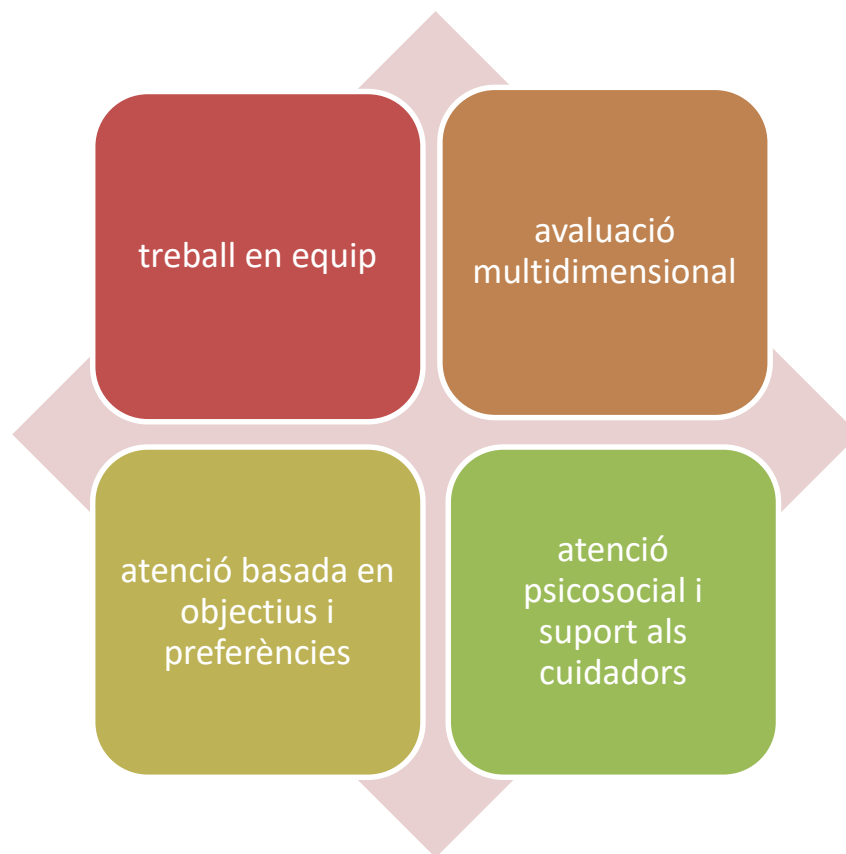 treball en equip
avaluació
multidimensional
atenció basada en
objectius i
preferències
atenció
psicosocial i
suport als
cuidadors